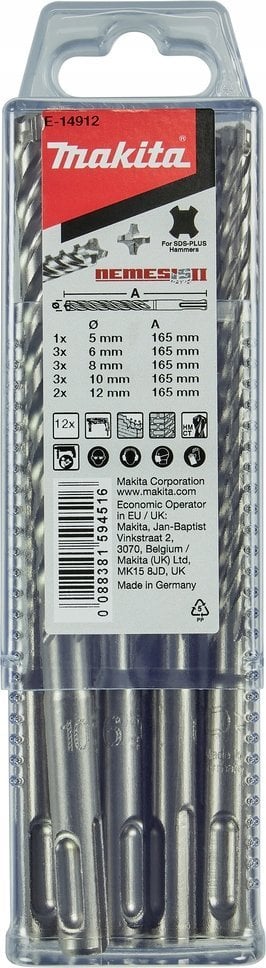 E-14912
makita®
For SDS-PLUS
Hammers
NEMESIS II
A
Ø A
1x 5 mm 165 mm
3x 6 mm 165 mm
3x 8 mm 165 mm
3x 10 mm 165 mm
2x 12 mm 165 mm
12x
HM
CT
Makita Corporation
www.makita.com
Economic Operator
in EU / UK:
Makita, Jan-Baptist
Vinkstraat 2,
3070, Belgium /
Makita (UK) Ltd,
MK15 8JD, UK
Made in Germany
5
PP
0 088381 594516
10